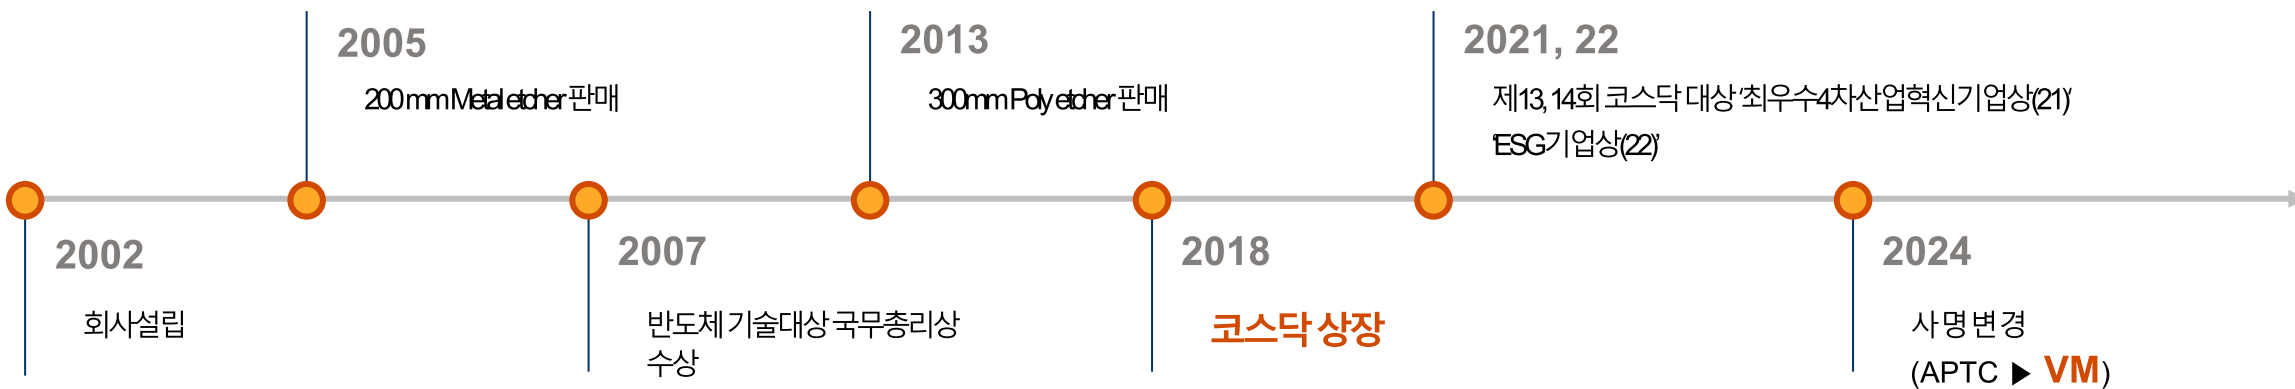 2005
200 mm Metal etcher 판매
2013
300mm Poly etcher 판매
2021, 22
제13, 14회 코스닥 대상 ‘최우수4차산업혁신기업상(21)’
‘ESG기업상(22)’
2002
회사설립
2007
반도체 기술대상 국무총리상
수상
2018
코스닥 상장
2024
사명변경
(APTC ▶ VM)